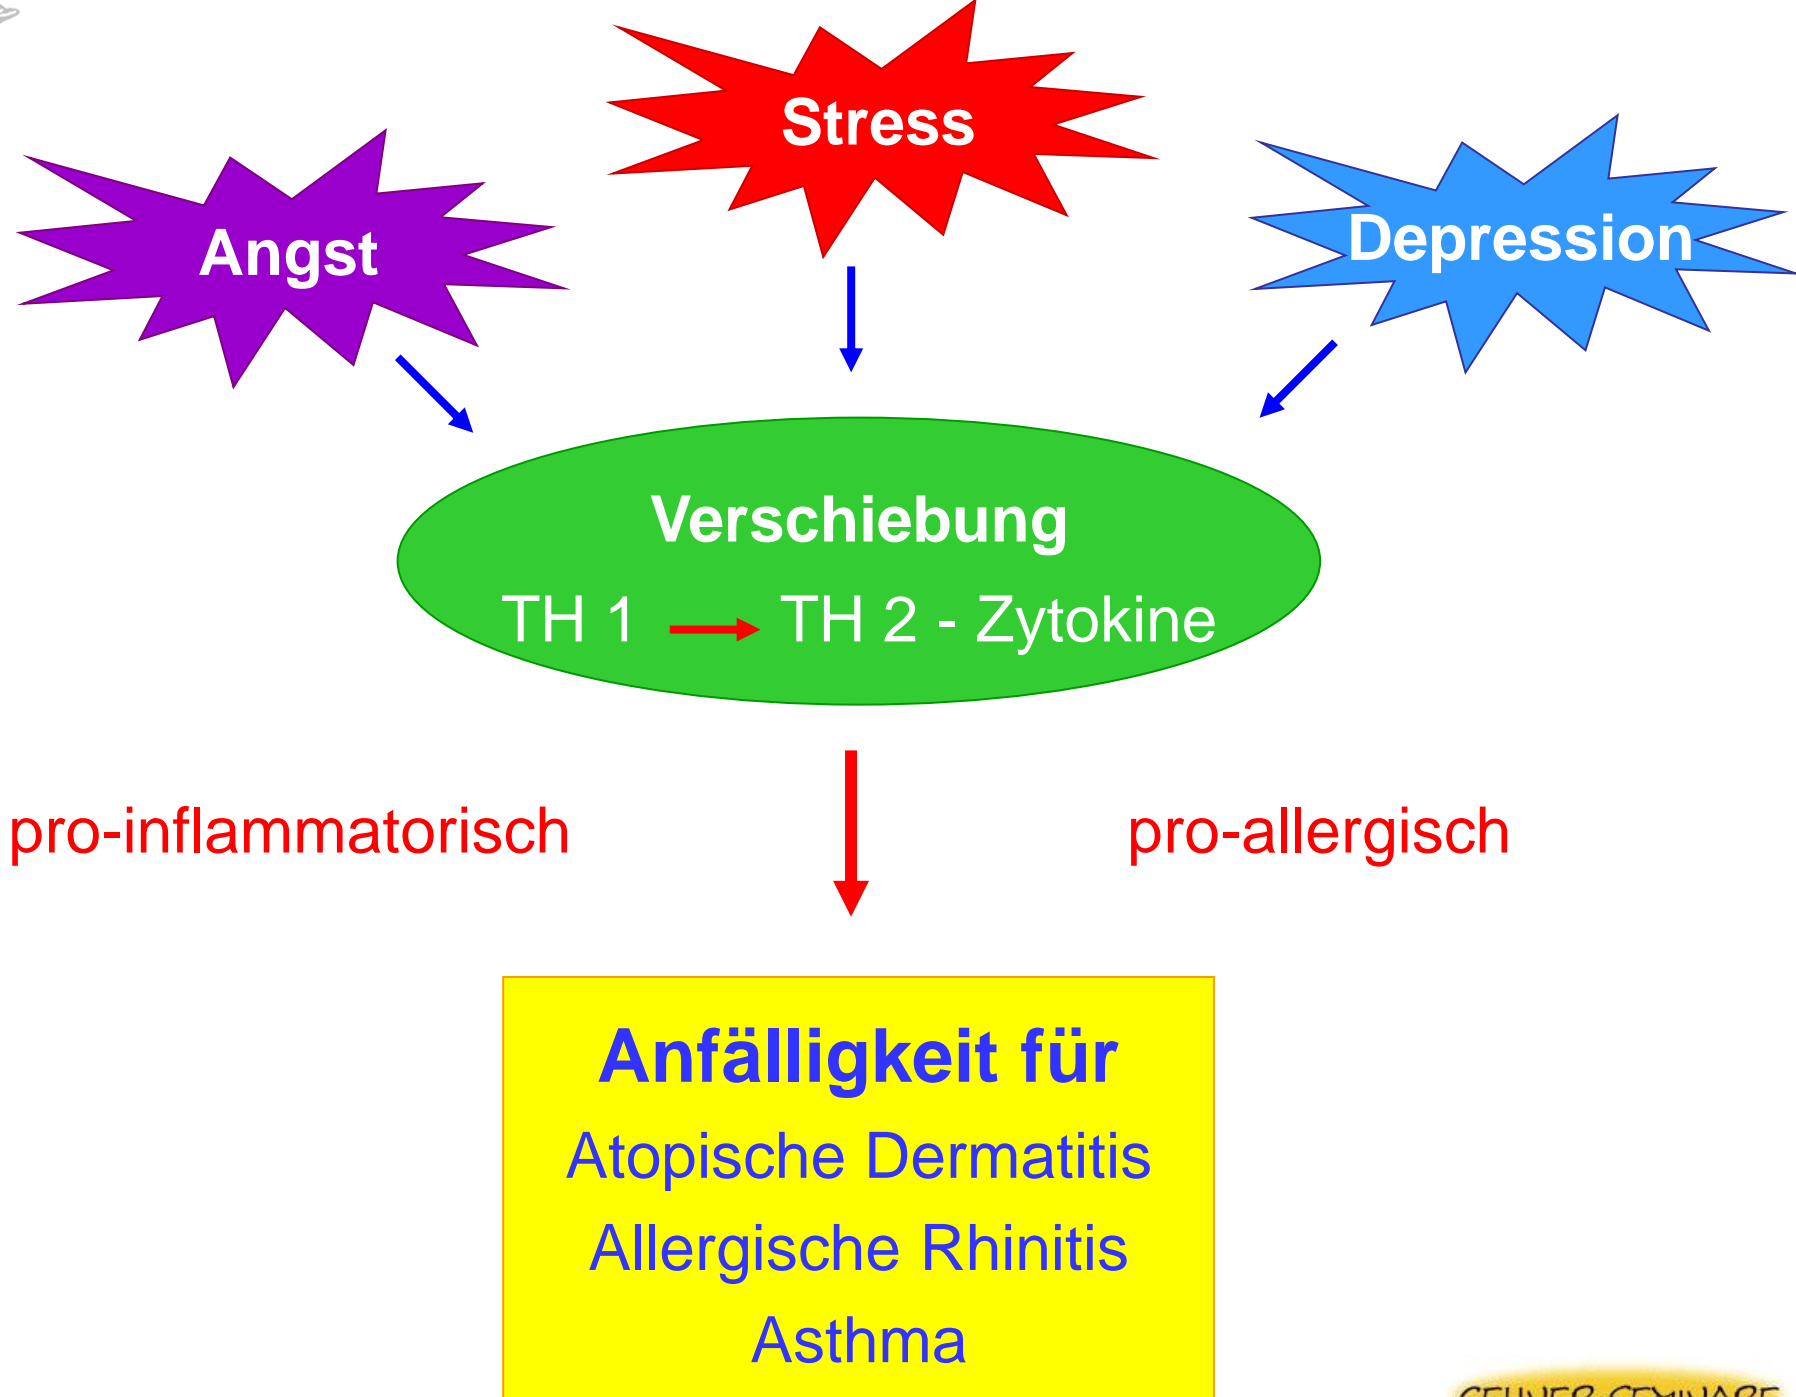 Stress
Angst
Depression
Verschiebung
TH 1 TH 2 - Zytokine
pro-inflammatorisch
pro-allergisch
Anfälligkeit für
Atopische Dermatitis
Allergische Rhinitis
Asthma